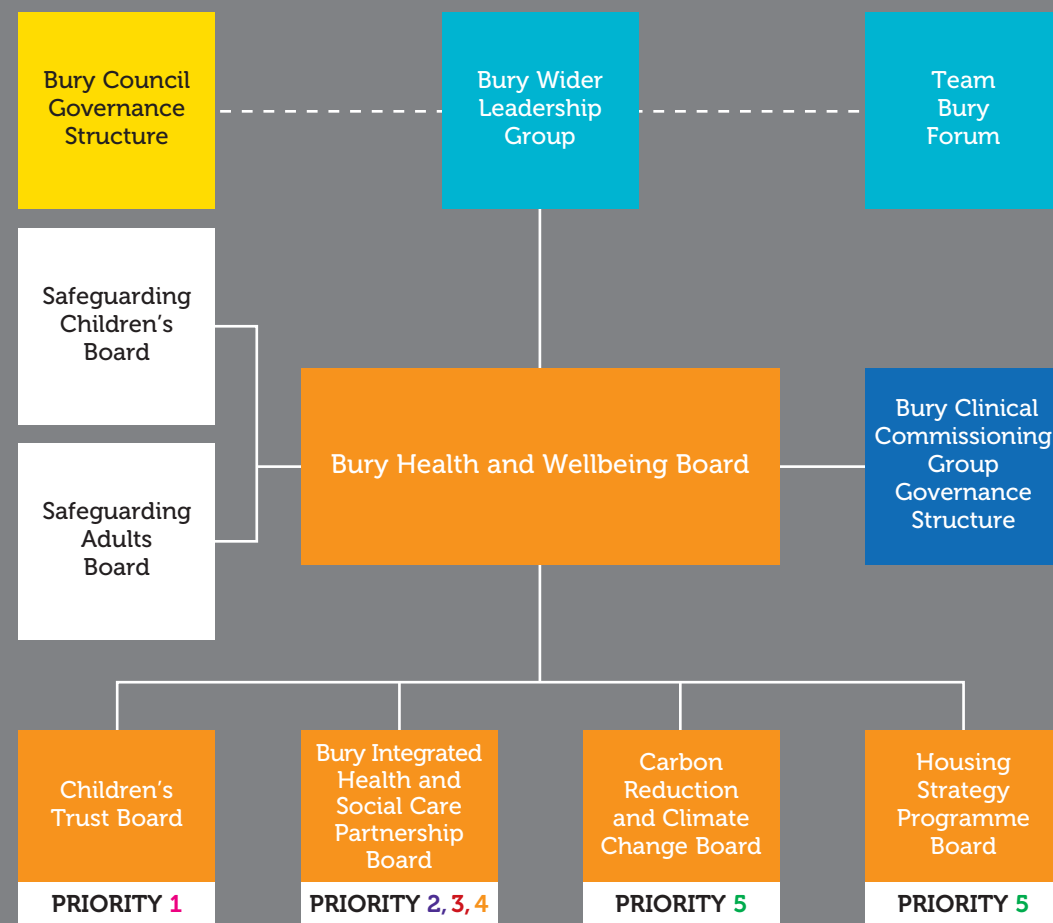 Bury Council
Governance
Structure
Bury Wider
Leadership
Group
Team
Bury
Forum
Safeguarding
Children’s
Board
Safeguarding
Adults
Board
Bury Health and Wellbeing Board
Bury Clinical
Commissioning
Group
Governance
Structure
Children’s
Trust Board
PRIORITY 1
Bury Integrated
Health and
Social Care
Partnership
Board
PRIORITY 2, 3, 4
Carbon
Reduction
and Climate
Change Board
PRIORITY 5
Housing
Strategy
Programme
Board
PRIORITY 5